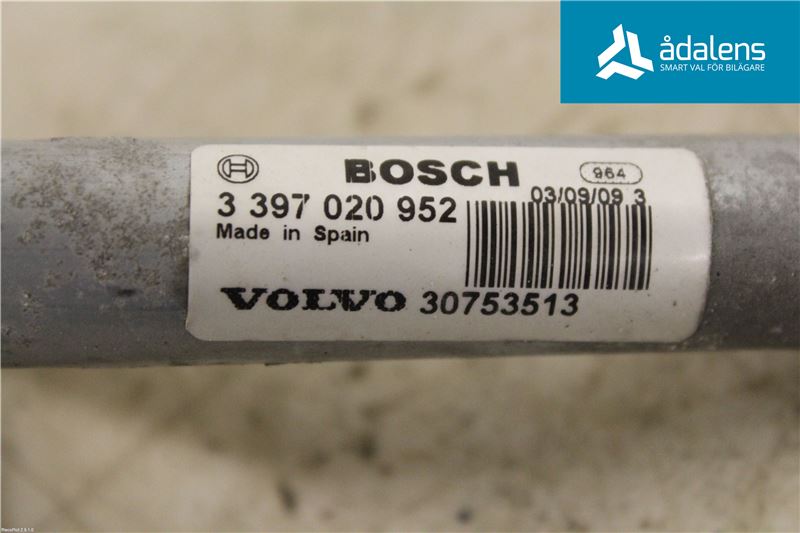 ådalens
SMART VAL FÖR BILÄGARE
BOSCH
964
3 397 020 952
03/09/09 3
Made in Spain
VOLVO 30753513